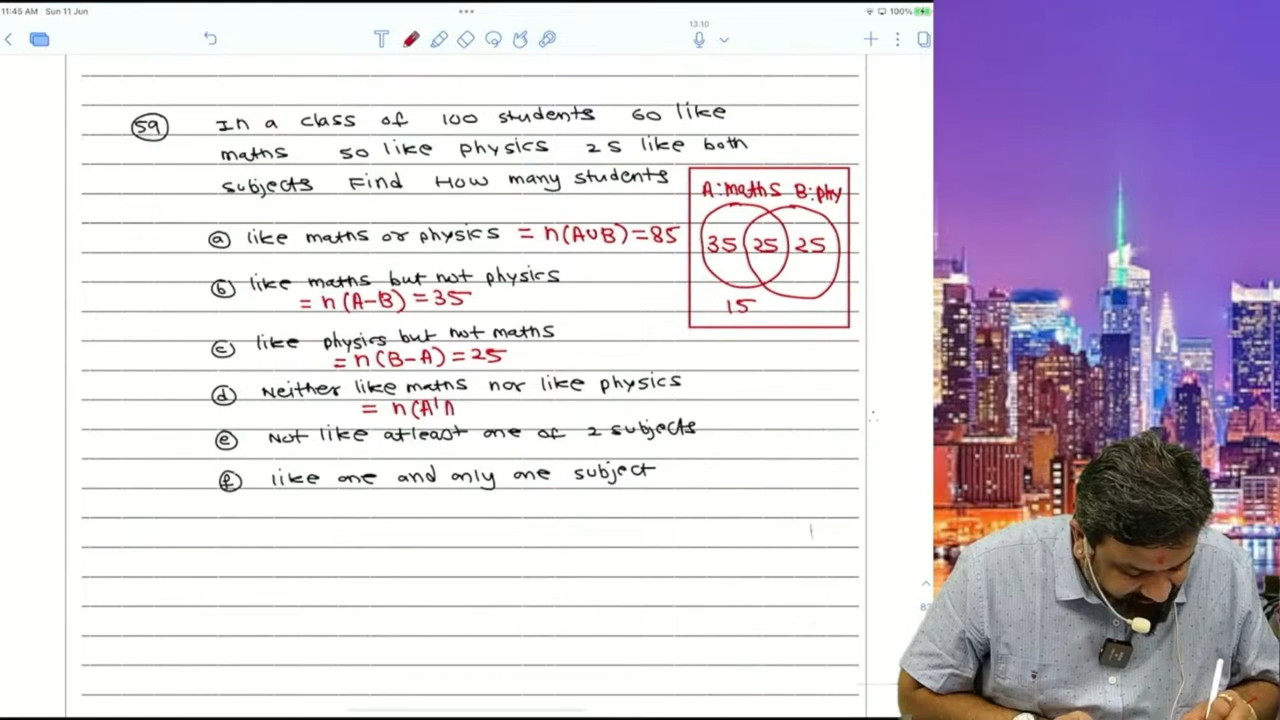 11:45 AM Sun 11 Jun
100%
13:10
T
59 In a class of 100 students 60 like
maths 50 like physics 25 like both
subjects Find How many students
A: maths B: phy
35 25 25
15
a like maths or physics = n(A∪B) = 85
b like maths but not physics
= n(A-B) = 35
c like physics but not maths
= n(B-A) = 25
d Neither like maths nor like physics
= n(A'∩
e Not like atleast one of 2 subjects
f like one and only one subject